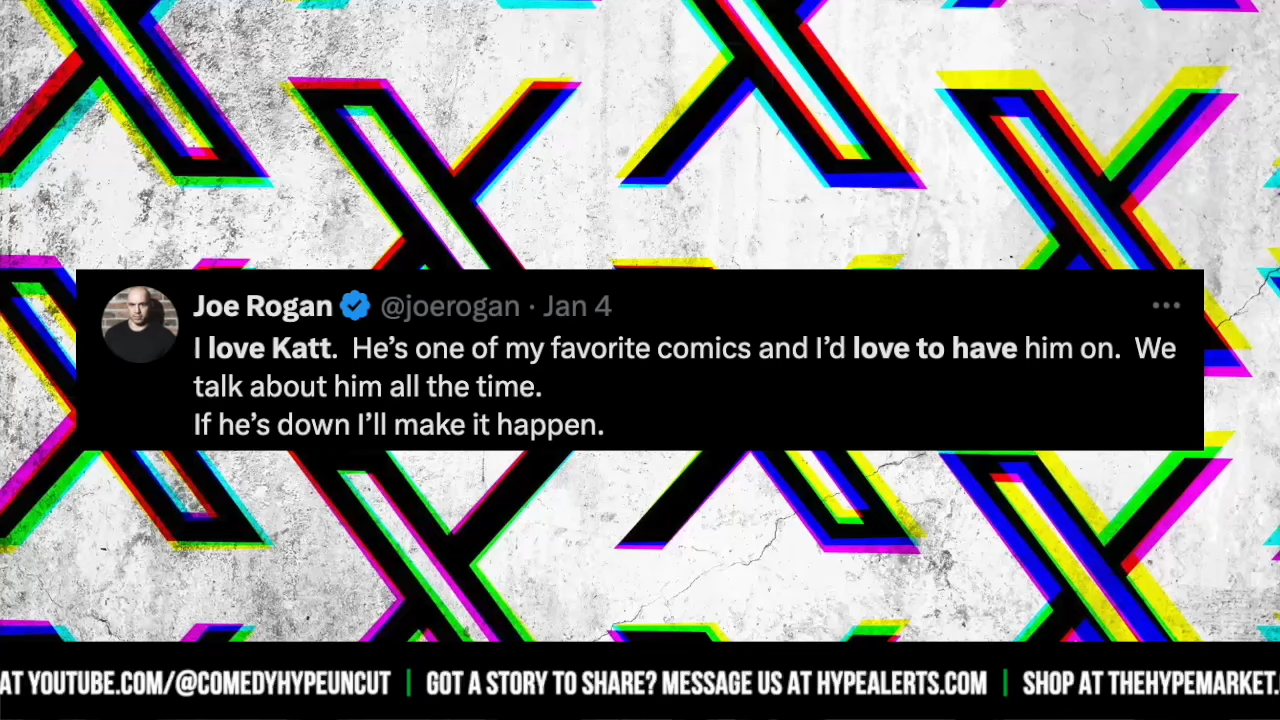 Joe Rogan @joerogan · Jan 4
I love Katt.  He’s one of my favorite comics and I’d love to have him on.  We
talk about him all the time.
If he’s down I’ll make it happen.
AT YOUTUBE.COM/@COMEDYHYPEUNCUT | GOT A STORY TO SHARE? MESSAGE US AT HYPEALERTS.COM | SHOP AT THEHYPEMARKET.